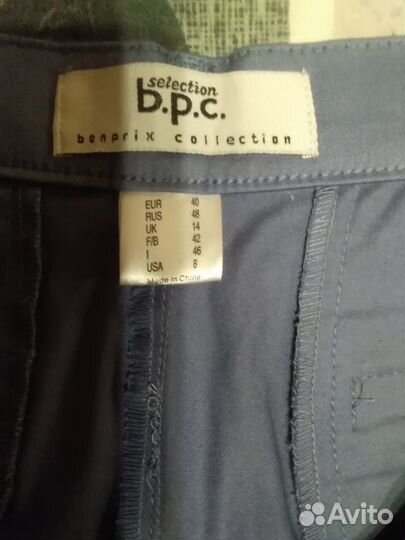 selection
b.p.c.
bonprix collection
EUR 40
RUS 46
UK 14
F/B 42
I 46
USA 8
Made in China
Avito